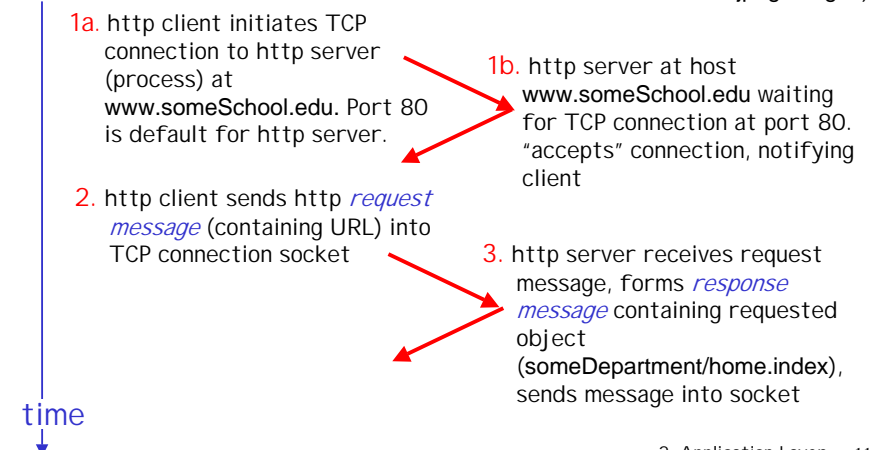 1a. http client initiates TCP
connection to http server
(process) at
www.someSchool.edu. Port 80
is default for http server.
1b. http server at host
www.someSchool.edu waiting
for TCP connection at port 80.
“accepts” connection, notifying
client
2. http client sends http request
message (containing URL) into
TCP connection socket
3. http server receives request
message, forms response
message containing requested
object
(someDepartment/home.index),
sends message into socket
time